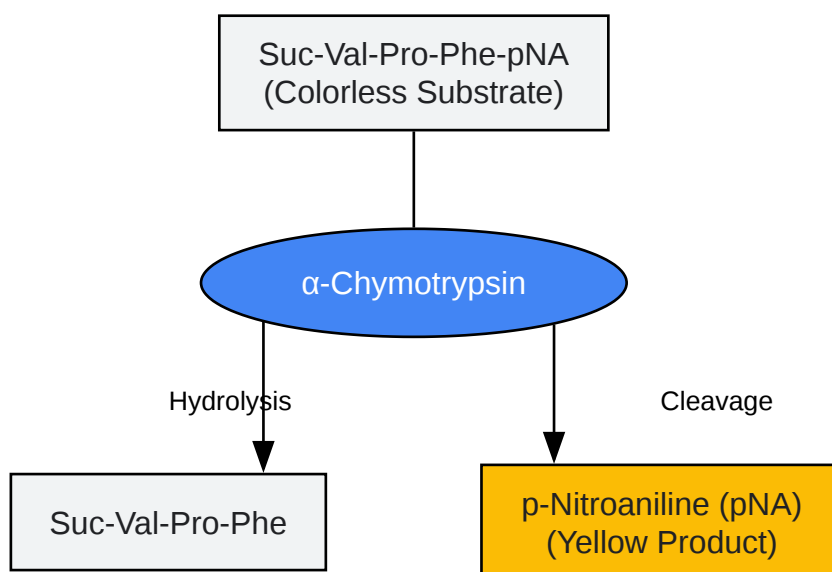 Suc-Val-Pro-Phe-pNA
(Colorless Substrate)
α-Chymotrypsin
Hydrolysis
Cleavage
Suc-Val-Pro-Phe
p-Nitroaniline (pNA)
(Yellow Product)